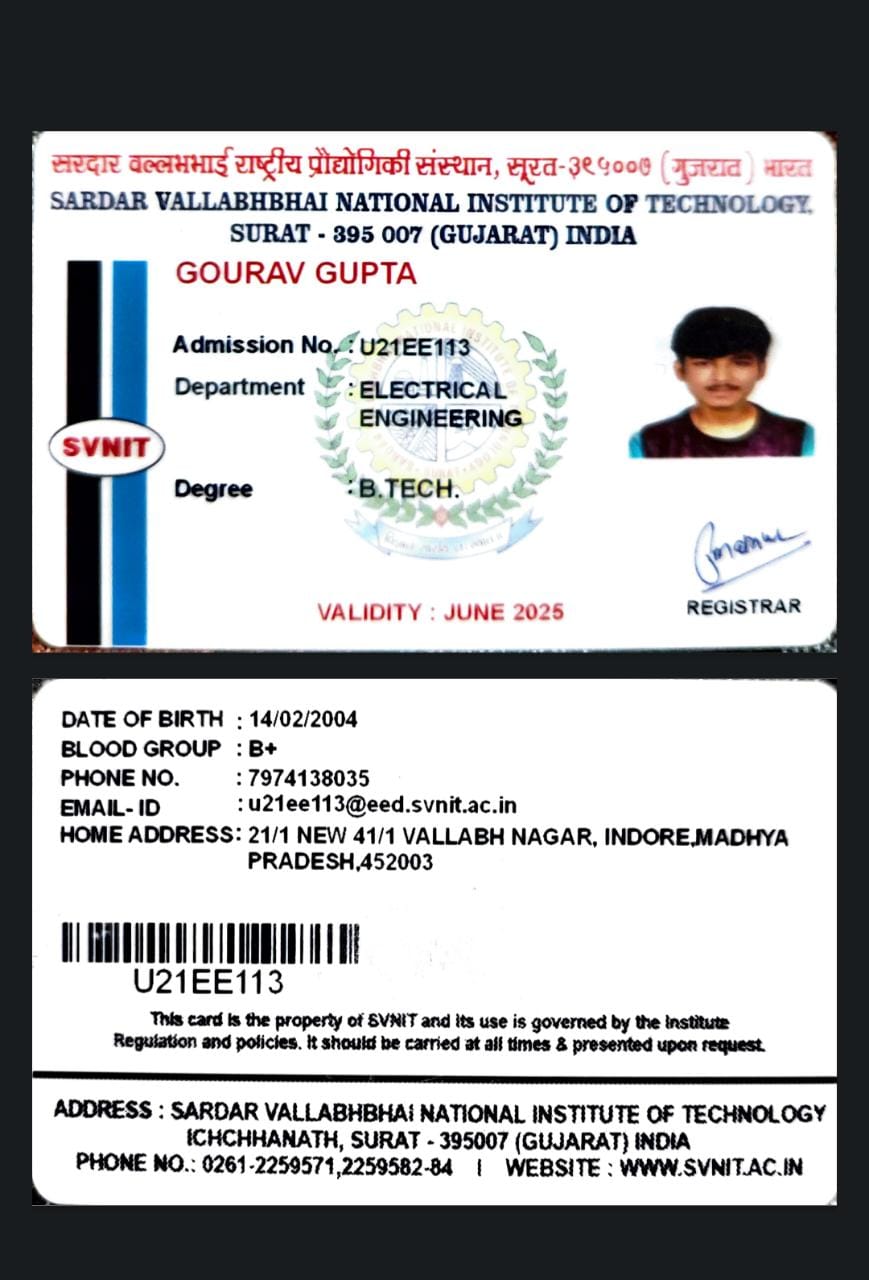 सरदार वल्लभभाई राष्ट्रीय प्रौद्योगिकी संस्थान, सूरत-३९५००७ (गुजरात) भारत
SARDAR VALLABHBHAI NATIONAL INSTITUTE OF TECHNOLOGY,
SURAT - 395 007 (GUJARAT) INDIA
GOURAV GUPTA
Admission No. : U21EE113
Department : ELECTRICAL
ENGINEERING
SVNIT
Degree : B.TECH.
VALIDITY : JUNE 2025
REGISTRAR
DATE OF BIRTH : 14/02/2004
BLOOD GROUP : B+
PHONE NO. : 7974138035
EMAIL- ID : u21ee113@eed.svnit.ac.in
HOME ADDRESS: 21/1 NEW 41/1 VALLABH NAGAR, INDORE,MADHYA
PRADESH,452003
U21EE113
This card is the property of SVNIT and its use is governed by the Institute
Regulation and policies. It should be carried at all times & presented upon request.
ADDRESS : SARDAR VALLABHBHAI NATIONAL INSTITUTE OF TECHNOLOGY
ICHCHHANATH, SURAT - 395007 (GUJARAT) INDIA
PHONE NO.: 0261-2259571,2259582-84 | WEBSITE : WWW.SVNIT.AC.IN